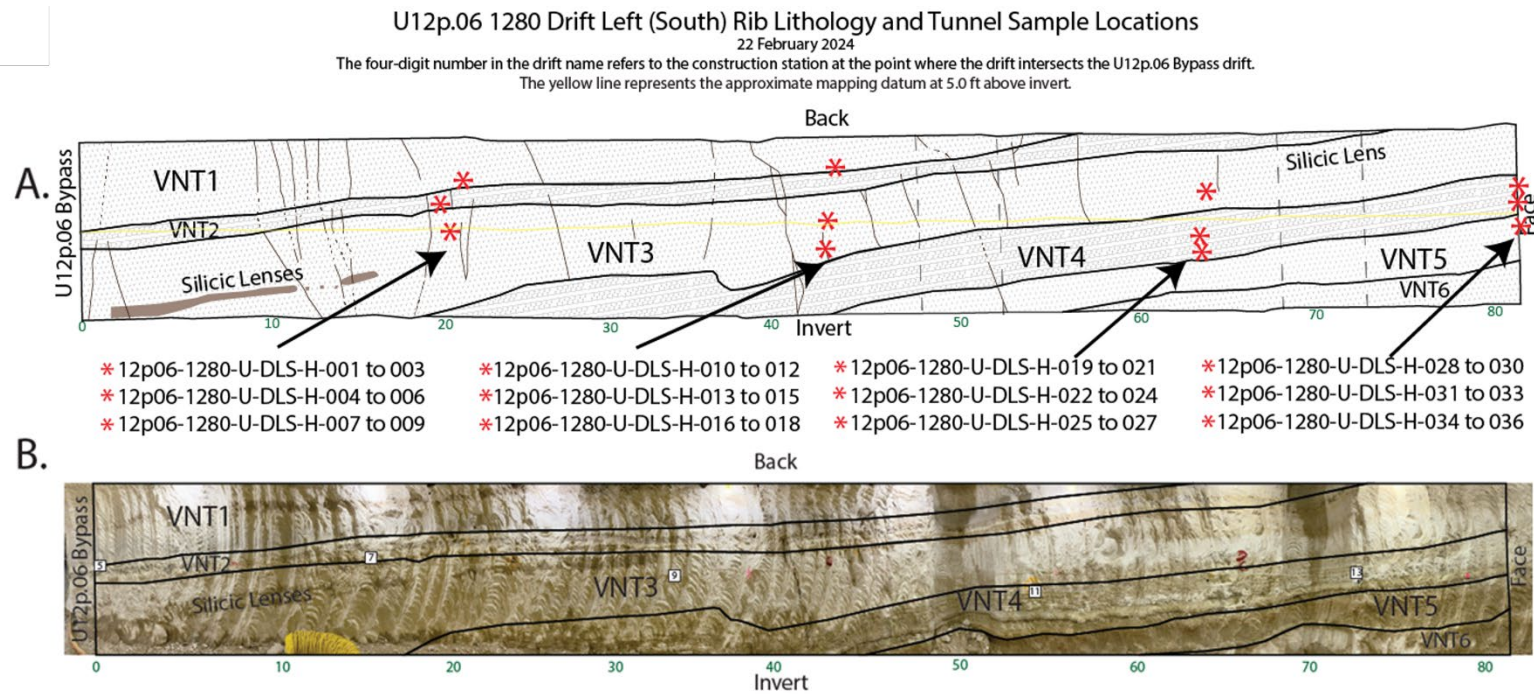 U12p.06 1280 Drift Left (South) Rib Lithology and Tunnel Sample Locations
22 February 2024
The four-digit number in the drift name refers to the construction station at the point where the drift intersects the U12p.06 Bypass drift.
The yellow line represents the approximate mapping datum at 5.0 ft above invert.
Back
A.
U12p.06 Bypass
VNT1
VNT2
Silicic Lenses
VNT3
VNT4
Silicic Lens
VNT5
VNT6
Face
0 10 20 30 40 50 60 70 80
Invert
*12p06-1280-U-DLS-H-001 to 003 *12p06-1280-U-DLS-H-010 to 012 *12p06-1280-U-DLS-H-019 to 021 *12p06-1280-U-DLS-H-028 to 030
*12p06-1280-U-DLS-H-004 to 006 *12p06-1280-U-DLS-H-013 to 015 *12p06-1280-U-DLS-H-022 to 024 *12p06-1280-U-DLS-H-031 to 033
*12p06-1280-U-DLS-H-007 to 009 *12p06-1280-U-DLS-H-016 to 018 *12p06-1280-U-DLS-H-025 to 027 *12p06-1280-U-DLS-H-034 to 036
B.
Back
U12p.06 Bypass
VNT1
VNT2
Silicic Lenses
VNT3
VNT4
VNT5
VNT6
5
7
9
11
13
Face
0 10 20 30 40 50 60 70 80
Invert